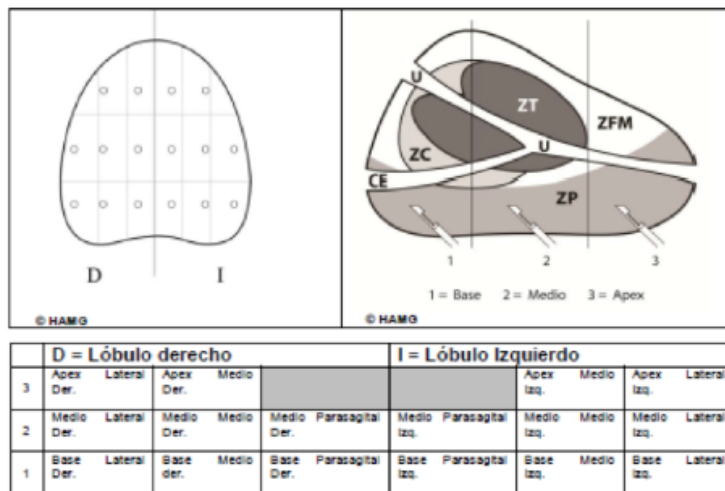 D I
© HAMG
U
ZT
ZFM
ZC
U
CE
ZP
1 2 3
1 = Base 2 = Medio 3 = Apex
© HAMG
D = Lóbulo derecho I = Lóbulo Izquierdo
3 Apex Lateral Der. Apex Medio Der. Apex Medio Izq. Apex Lateral Izq.
2 Medio Lateral Der. Medio Medio Der. Medio Parasagital Der. Medio Parasagital Izq. Medio Medio Izq. Medio Lateral Izq.
1 Base Lateral Der. Base Medio der. Base Parasagital Der. Base Parasagital Izq. Base Medio Izq. Base Lateral Izq.